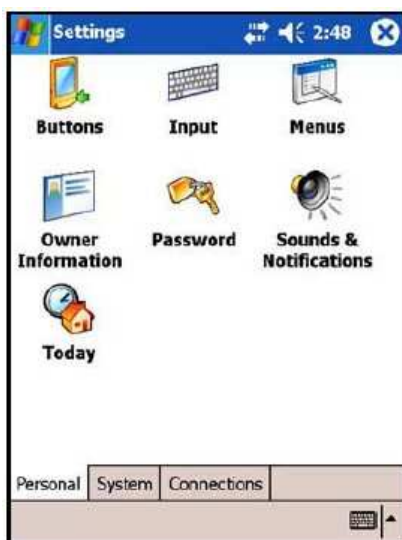 Settings 2:48
Buttons Input Menus
Owner Information Password Sounds & Notifications
Today
Personal System Connections